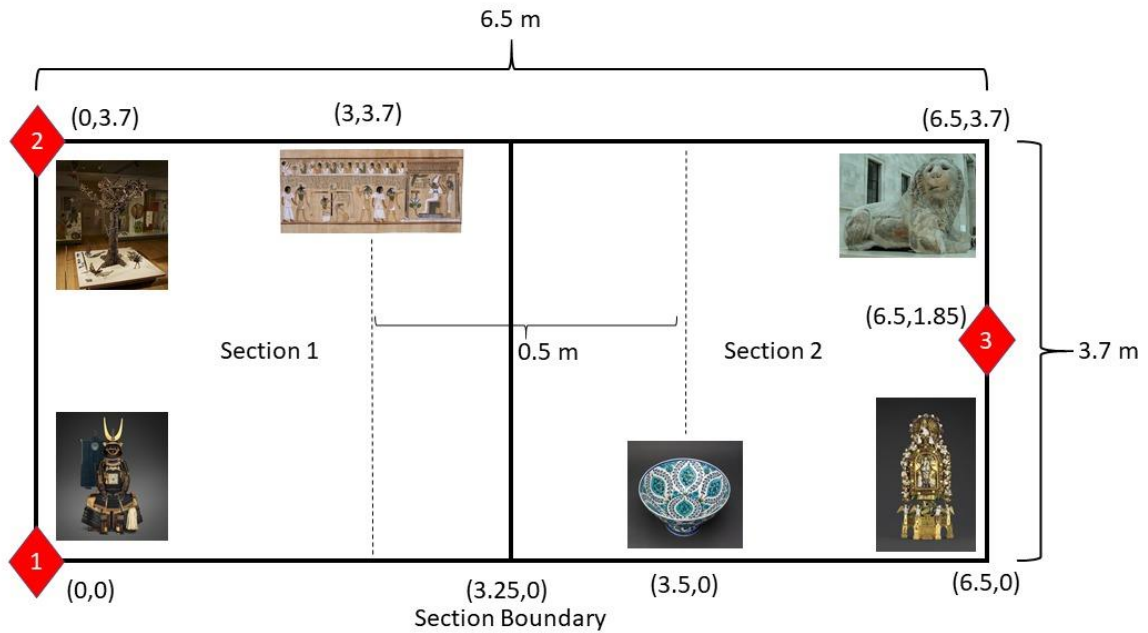 6.5 m
(0,3.7)
(3,3.7)
(6.5,3.7)
2
(6.5,1.85)
3
Section 1
0.5 m
Section 2
3.7 m
1
(0,0)
(3.25,0)
(3.5,0)
(6.5,0)
Section Boundary